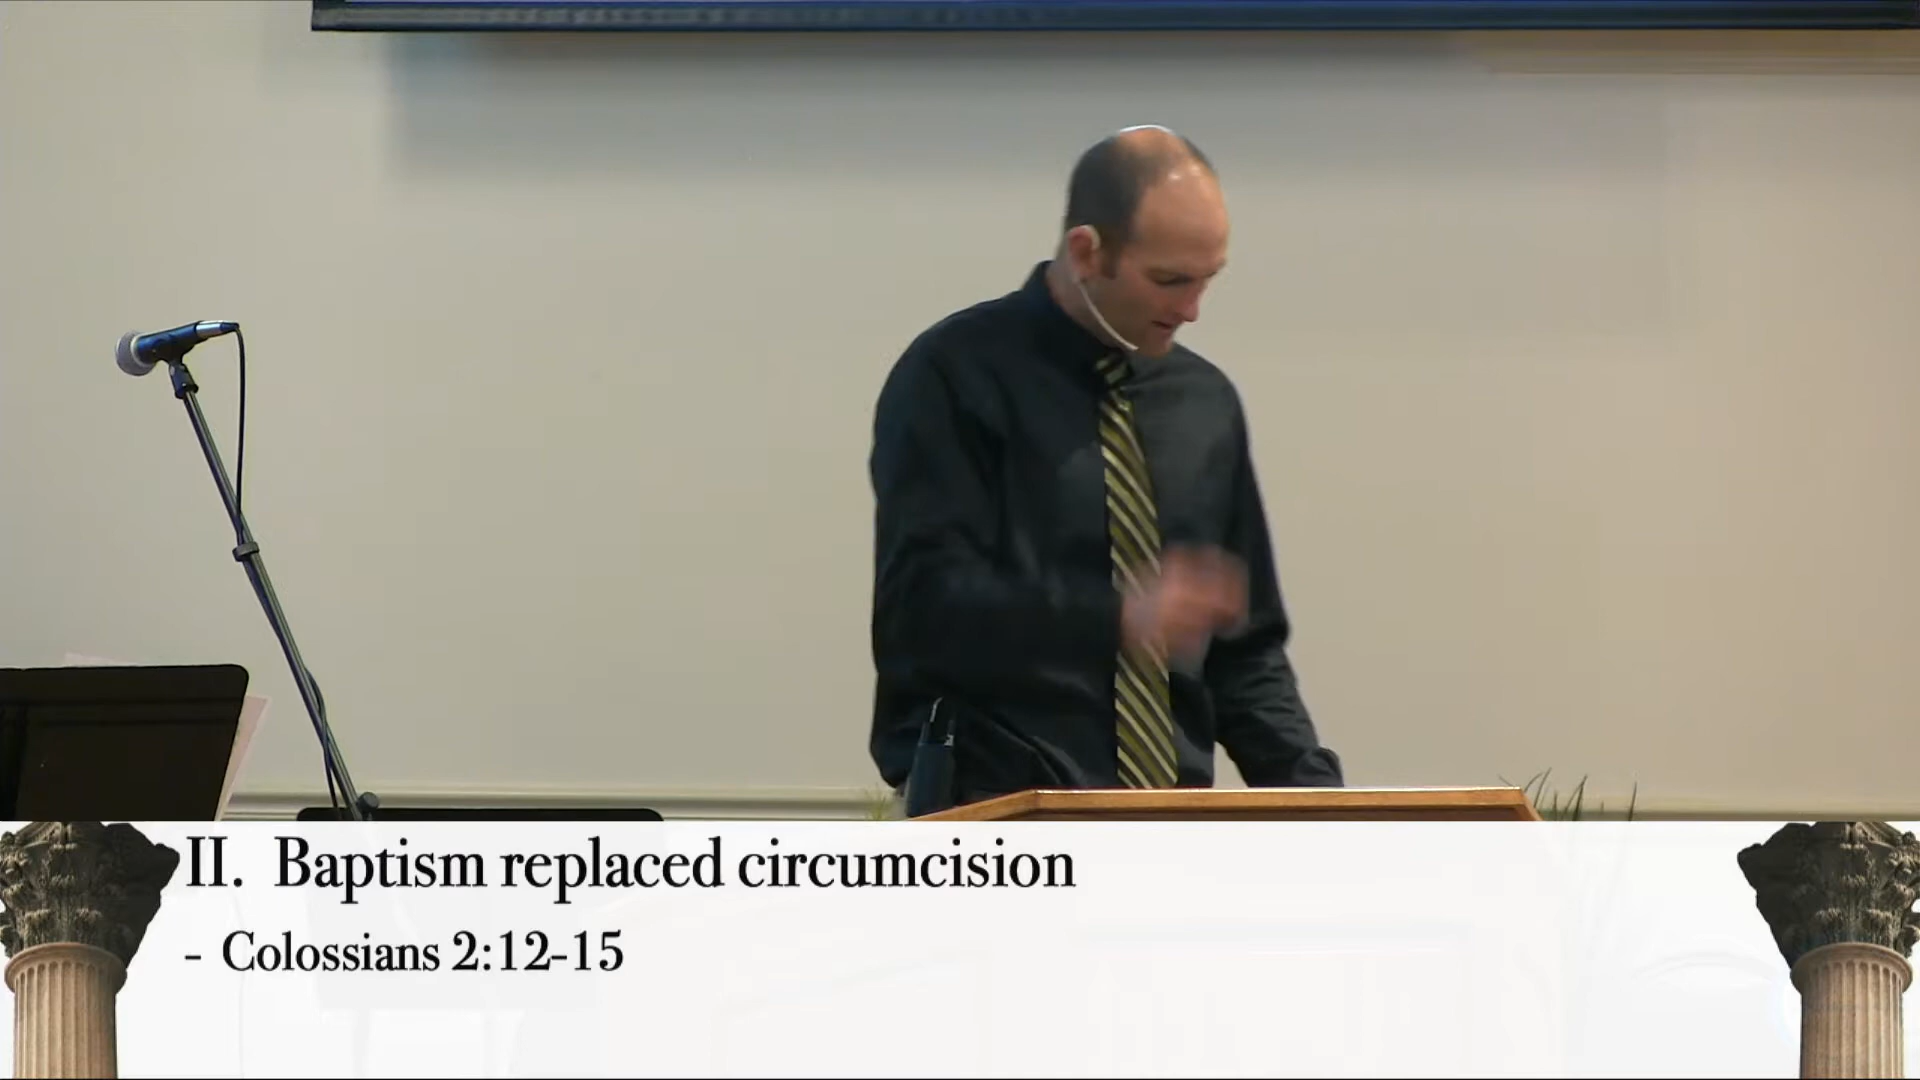 II. Baptism replaced circumcision
- Colossians 2:12-15